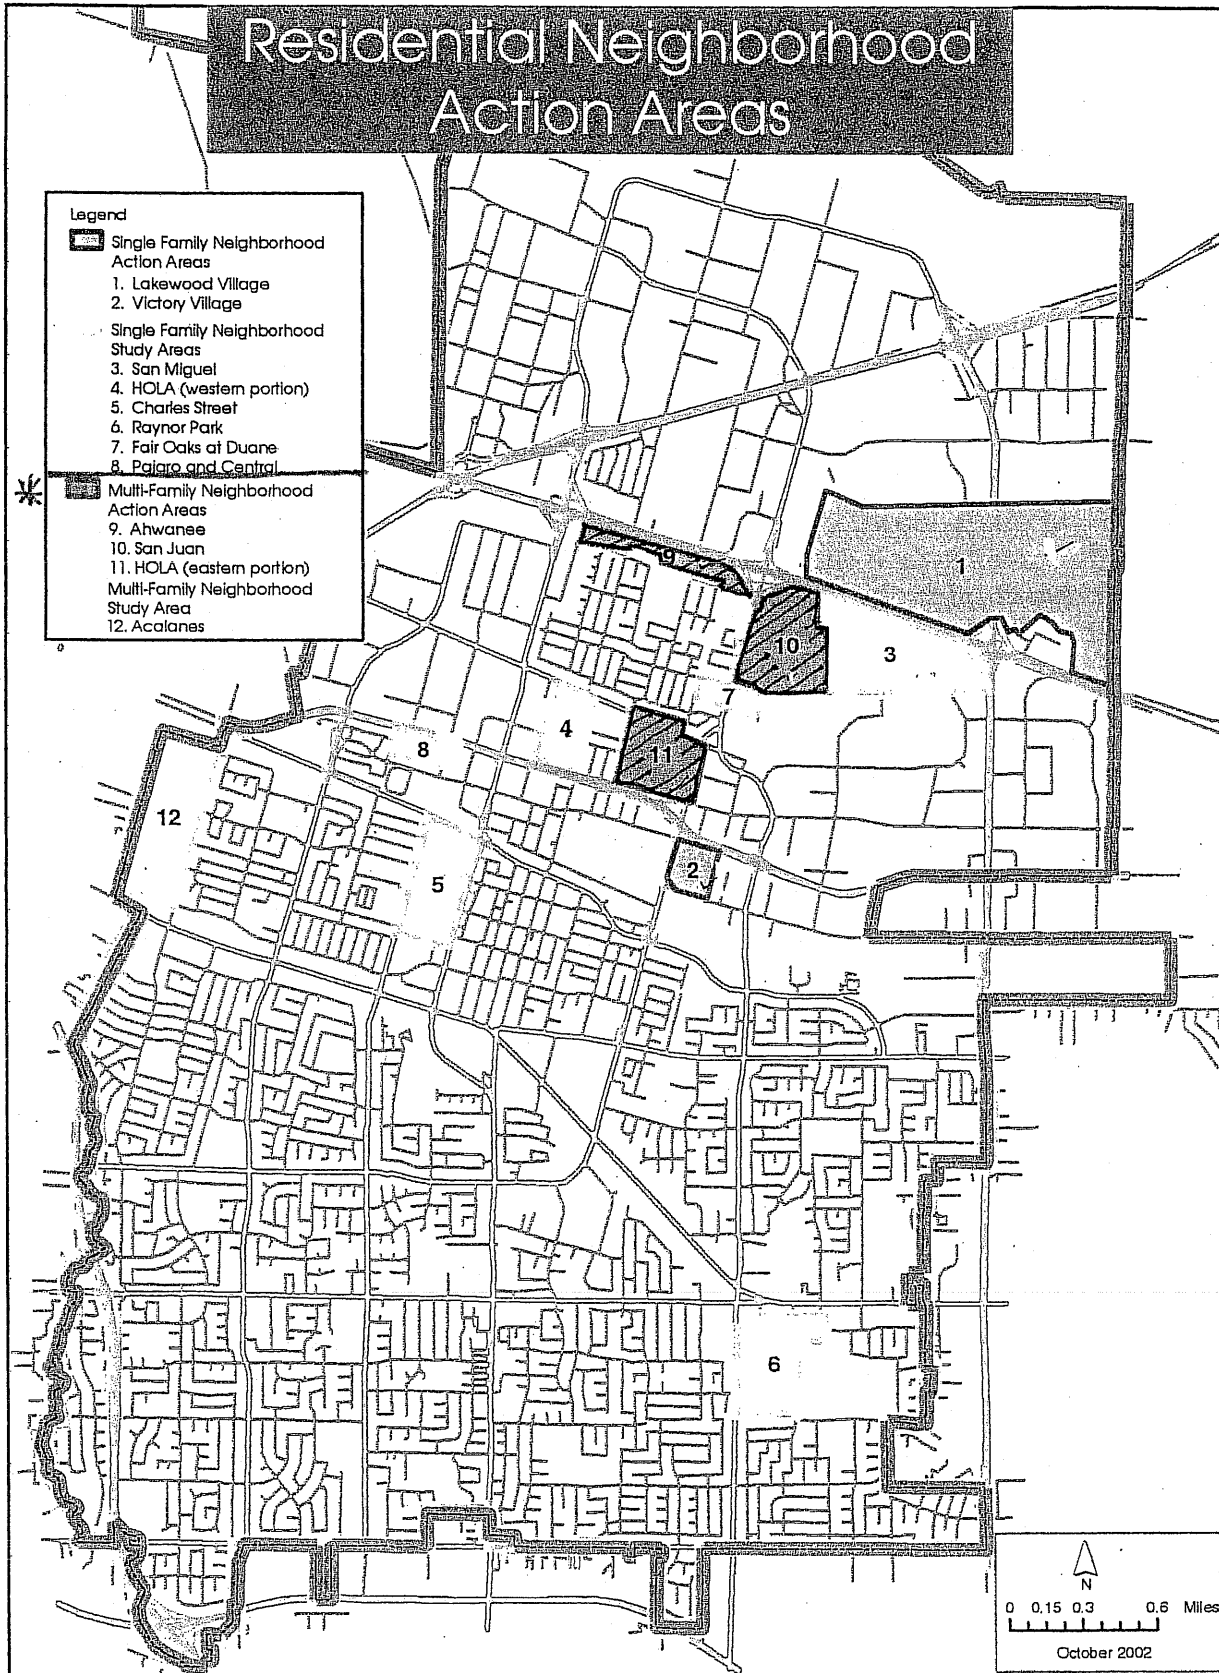 Residential Neighborhood
Action Areas
Legend
Single Family Neighborhood
Action Areas
1. Lakewood Village
2. Victory Village
Single Family Neighborhood
Study Areas
3. San Miguel
4. HOLA (western portion)
5. Charles Street
6. Raynor Park
7. Fair Oaks at Duane
8. Pajaro and Central
Multi-Family Neighborhood
Action Areas
9. Ahwanee
10. San Juan
11. HOLA (eastern portion)
Multi-Family Neighborhood
Study Area
12. Acalanes
1
9
10
3
7
4
11
8
12
2
5
6
N
0 0.15 0.3 0.6 Miles
October 2002